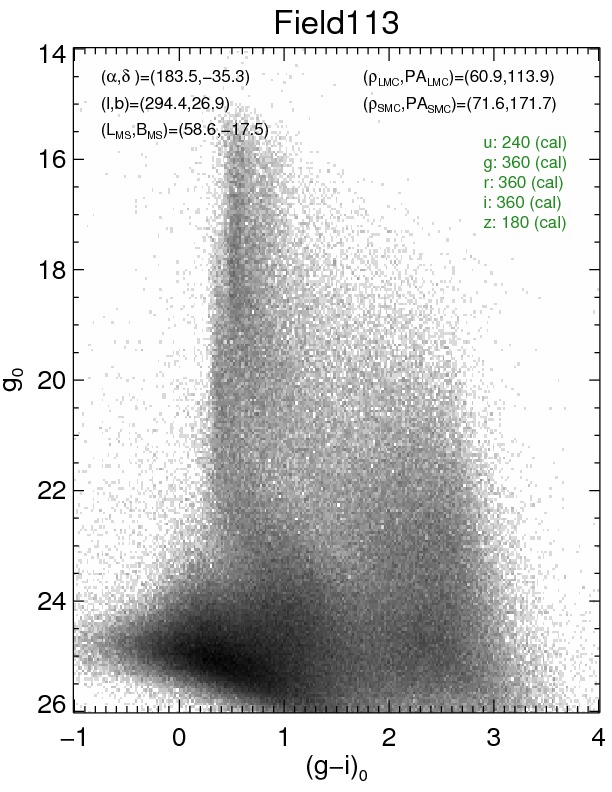 Field113
(α,δ)=(183.5,−35.3)
(ρLMC,PALMC)=(60.9,113.9)
(l,b)=(294.4,26,9)
(ρSMC,PASMC)=(71.6,171.7)
(LMS,BMS)=(58.6,−17.5)
u: 240 (cal)
g: 360 (cal)
r: 360 (cal)
i: 360 (cal)
z: 180 (cal)
14
16
18
20
22
24
26
g0
−1 0 1 2 3 4
(g−i)0